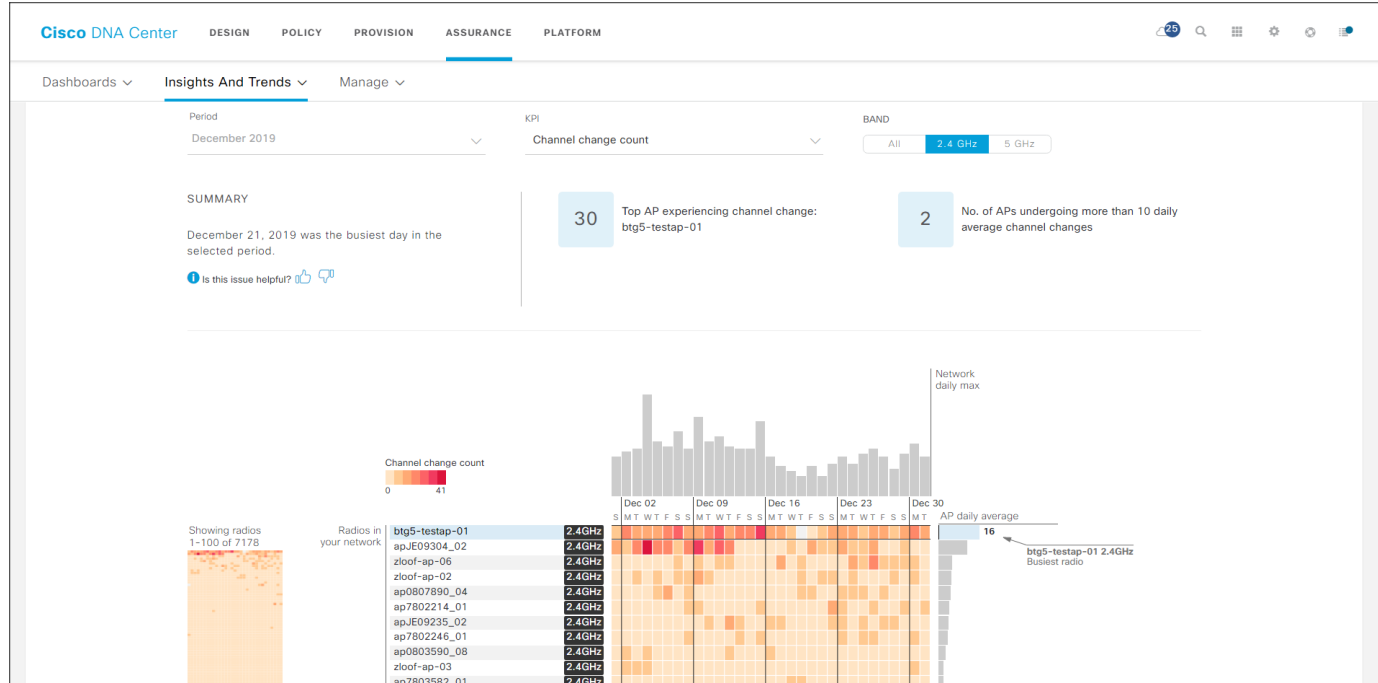 Cisco DNA Center DESIGN POLICY PROVISION ASSURANCE PLATFORM 25
Dashboards Insights And Trends Manage
Period KPI BAND
December 2019 Channel change count All 2.4 GHz 5 GHz
SUMMARY
December 21, 2019 was the busiest day in the
selected period.
Is this issue helpful?
30
Top AP experiencing channel change:
btg5-testap-01
2
No. of APs undergoing more than 10 daily
average channel changes
Network
daily max
Channel change count
0 41
Dec 02 Dec 09 Dec 16 Dec 23 Dec 30
S M T W T F S S M T W T F S S M T W T F S S M T W T F S S M T
AP daily average
Showing radios
1-100 of 7178
Radios in
your network
btg5-testap-01 2.4GHz 16
apJE09304_02 2.4GHz
btg5-testap-01 2.4GHz
Busiest radio
zloof-ap-06 2.4GHz
zloof-ap-02 2.4GHz
ap0807890_04 2.4GHz
ap7802214_01 2.4GHz
apJE09235_02 2.4GHz
ap7802246_01 2.4GHz
ap0803590_08 2.4GHz
zloof-ap-03 2.4GHz
ap7803582_01 2.4GHz